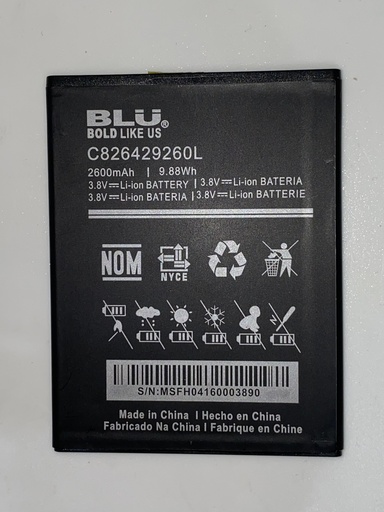 BLU®
BOLD LIKE US
C826429260L
2600mAh | 9.88Wh
3.8V⎓Li-ion BATTERY | 3.8V⎓Li-ion BATERIA
3.8V⎓Li-ion BATERÍA | 3.8V⎓Li-ion BATTERIE
NOM
NYCE
S/N:MSFH04160003890
Made in China I Hecho en China
Fabricado Na China I Fabrique en Chine